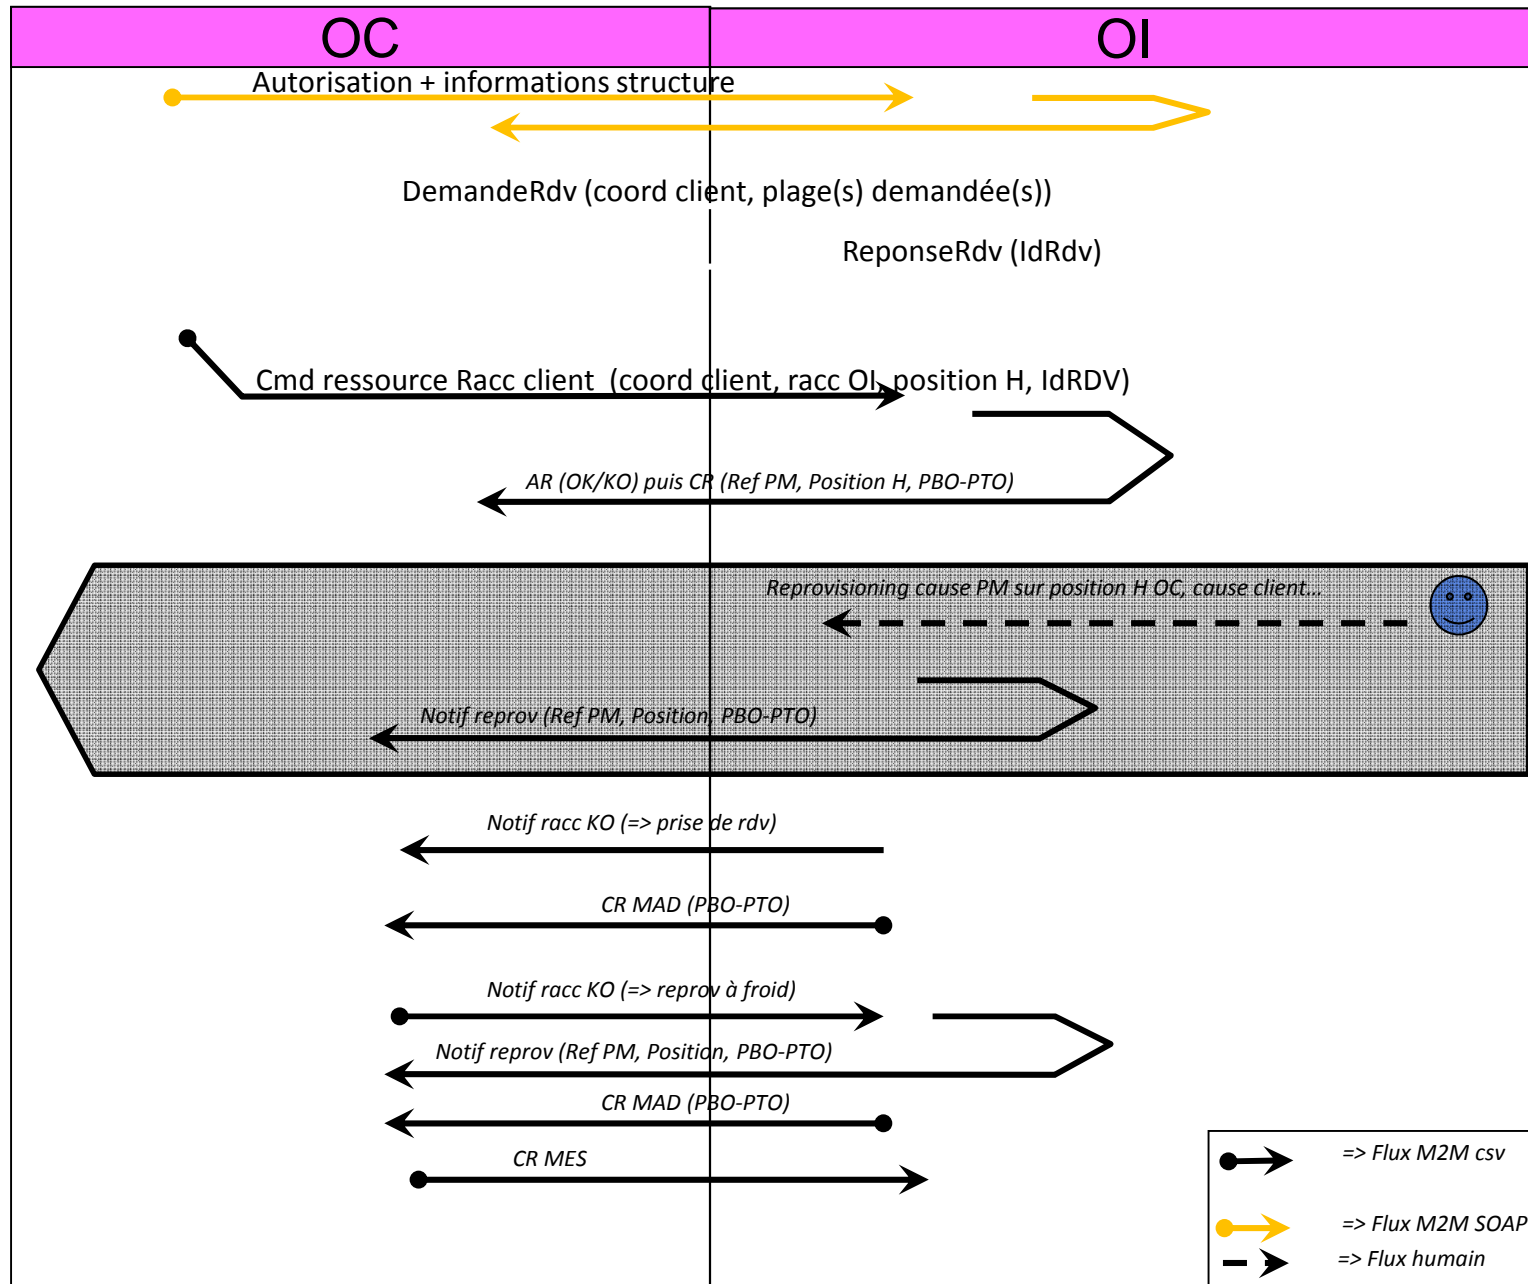 OC
OI
Autorisation + informations structure
DemandeRdv (coord client, plage(s) demandée(s))
ReponseRdv (IdRdv)
Cmd ressource Racc client (coord client, racc OI, position H, IdRDV)
AR (OK/KO) puis CR (Ref PM, Position H, PBO-PTO)
Reprovisioning cause PM sur position H OC, cause client...
Notif reprov (Ref PM, Position, PBO-PTO)
Notif racc KO (=> prise de rdv)
CR MAD (PBO-PTO)
Notif racc KO (=> reprov à froid)
Notif reprov (Ref PM, Position, PBO-PTO)
CR MAD (PBO-PTO)
CR MES
=> Flux M2M csv
=> Flux M2M SOAP
=> Flux humain